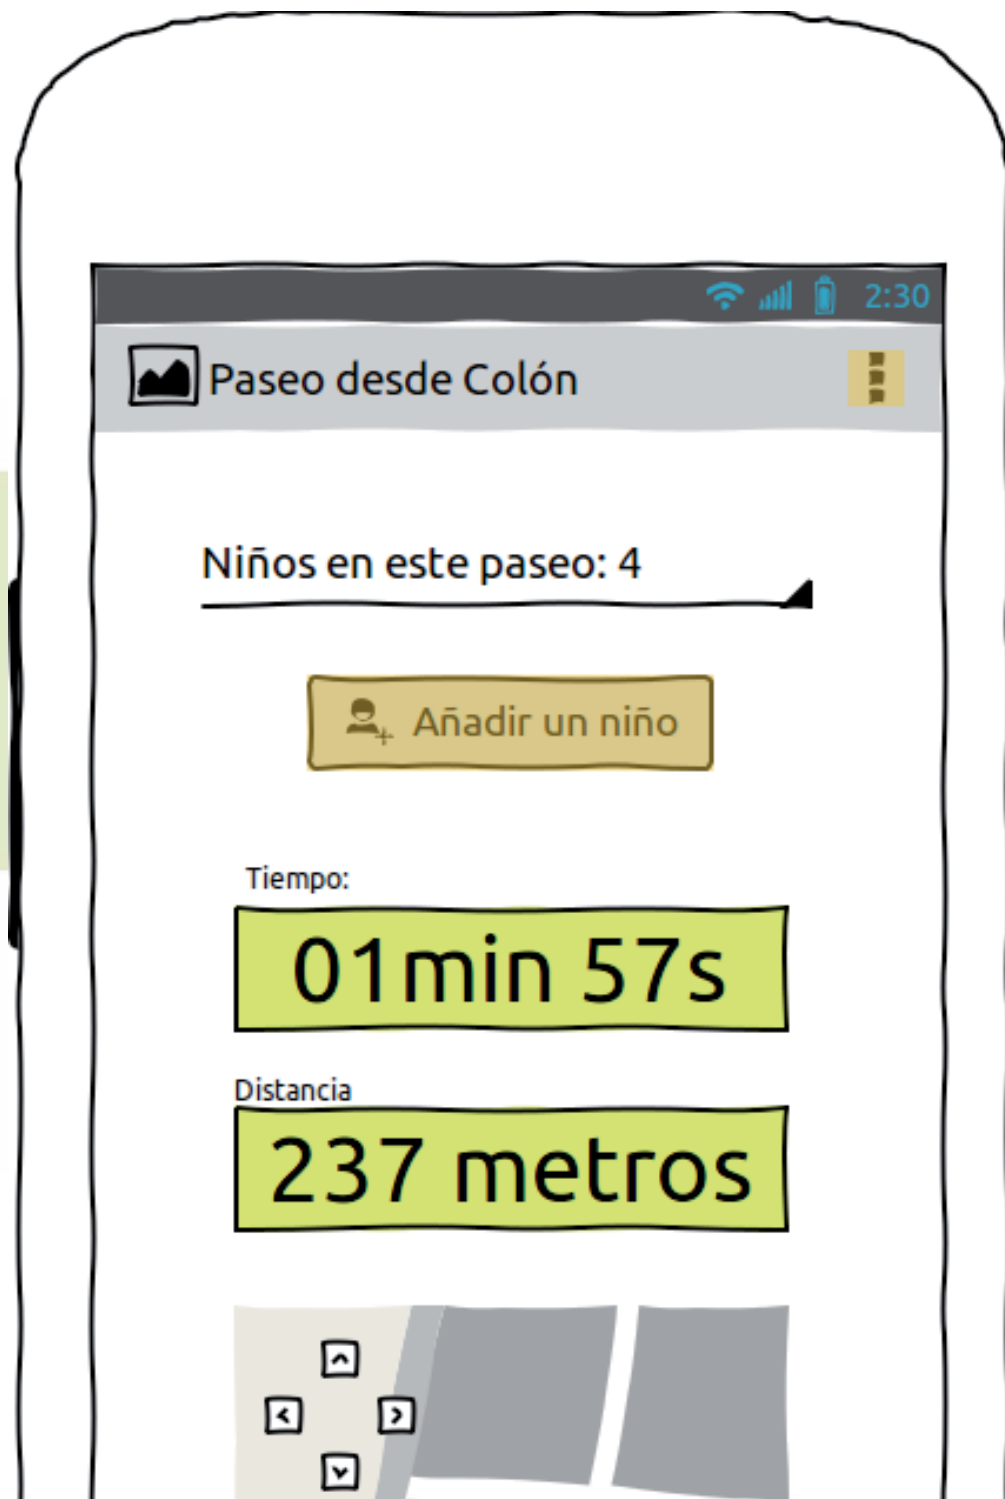 2:30
Paseo desde Colón
Niños en este paseo: 4
Añadir un niño
Tiempo:
01min 57s
Distancia
237 metros